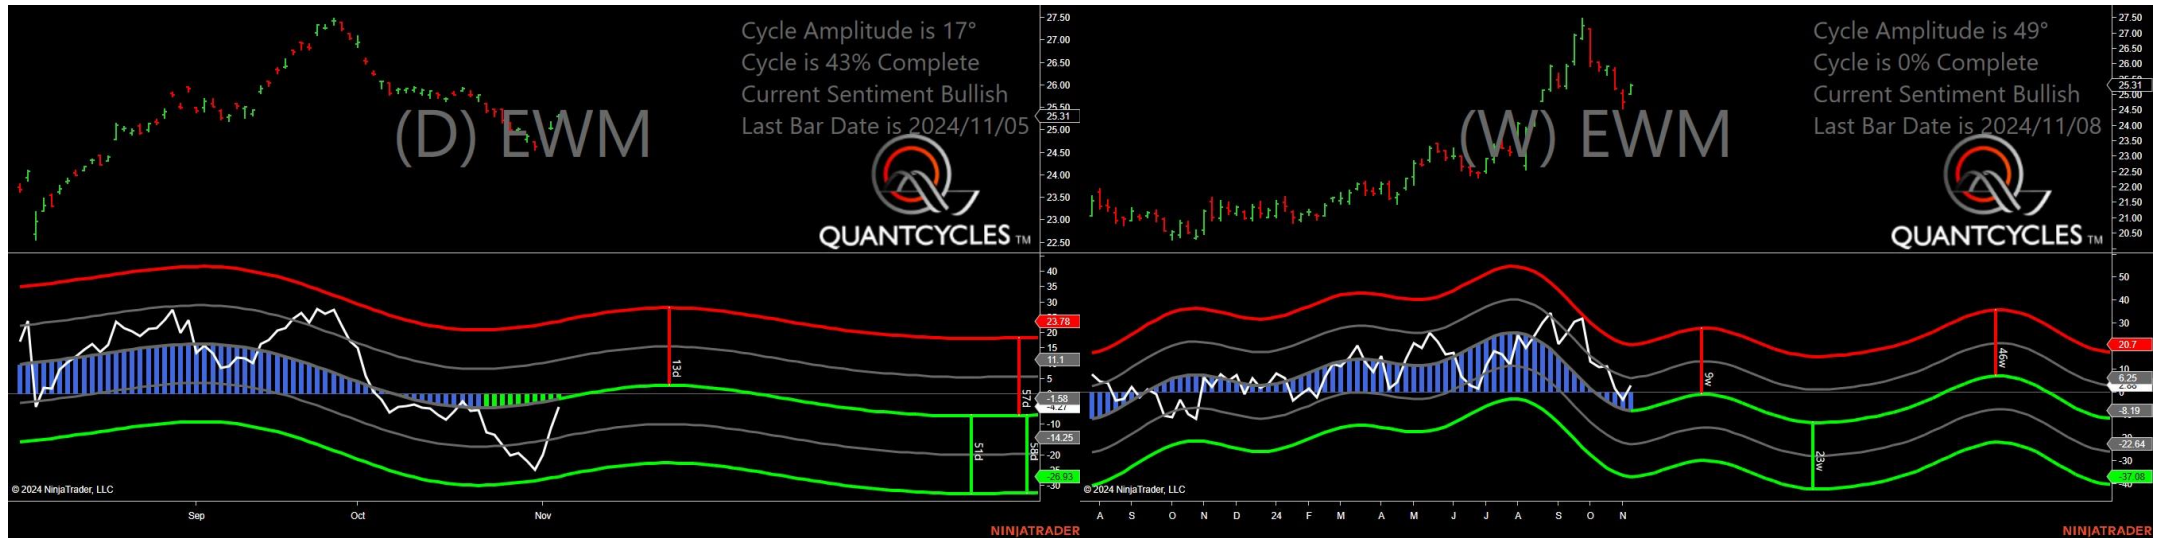 Cycle Amplitude is 17°
Cycle is 43% Complete
Current Sentiment Bullish
Last Bar Date is 2024/11/05
(D) EWM
QUANTCYCLES TM
27.50
27.00
26.50
26.00
25.50
25.31
25.00
24.50
24.00
23.50
23.00
22.50
40
35
30
25
23.78
20
15
11.1
5
-1.58
-4.27
-10
-14.25
-20
-26.93
-30
13d
51d
57d
58d
© 2024 NinjaTrader, LLC
Sep Oct Nov
NINJATRADER
Cycle Amplitude is 49°
Cycle is 0% Complete
Current Sentiment Bullish
Last Bar Date is 2024/11/08
(W) EWM
QUANTCYCLES TM
27.50
27.00
26.50
26.00
25.31
25.00
24.50
24.00
23.50
23.00
22.50
22.00
21.50
21.00
20.50
50
40
30
20.7
6.25
0
-8.19
-22.64
-30
-37.08
9w
23w
46w
© 2024 NinjaTrader, LLC
A S O N D 24 F M A M J J A S O N
NINJATRADER